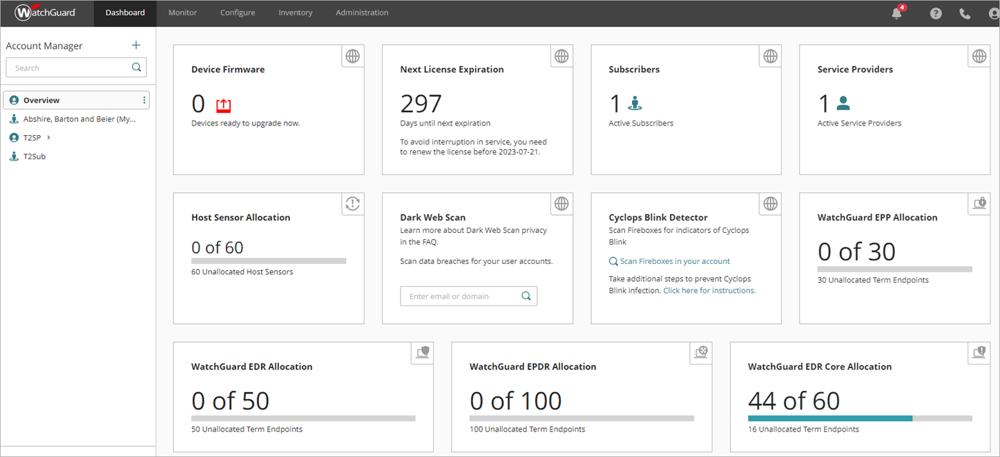 WatchGuard
Dashboard
Monitor
Configure
Inventory
Administration
4
?
Account Manager
+
Search
Overview
Abshire, Barton and Beier (My...
T2SP
T2Sub
Device Firmware
0
Devices ready to upgrade now.
Next License Expiration
297
Days until next expiration
To avoid interruption in service, you need
to renew the license before 2023-07-21.
Subscribers
1
Active Subscribers
Service Providers
1
Active Service Providers
Host Sensor Allocation
0 of 60
60 Unallocated Host Sensors
Dark Web Scan
Learn more about Dark Web Scan privacy
in the FAQ.
Scan data breaches for your user accounts.
Enter email or domain
Cyclops Blink Detector
Scan Fireboxes for indicators of Cyclops
Blink
Scan Fireboxes in your account
Take additional steps to prevent Cyclops
Blink infection. Click here for instructions.
WatchGuard EPP Allocation
0 of 30
30 Unallocated Term Endpoints
WatchGuard EDR Allocation
0 of 50
50 Unallocated Term Endpoints
WatchGuard EPDR Allocation
0 of 100
100 Unallocated Term Endpoints
WatchGuard EDR Core Allocation
44 of 60
16 Unallocated Term Endpoints